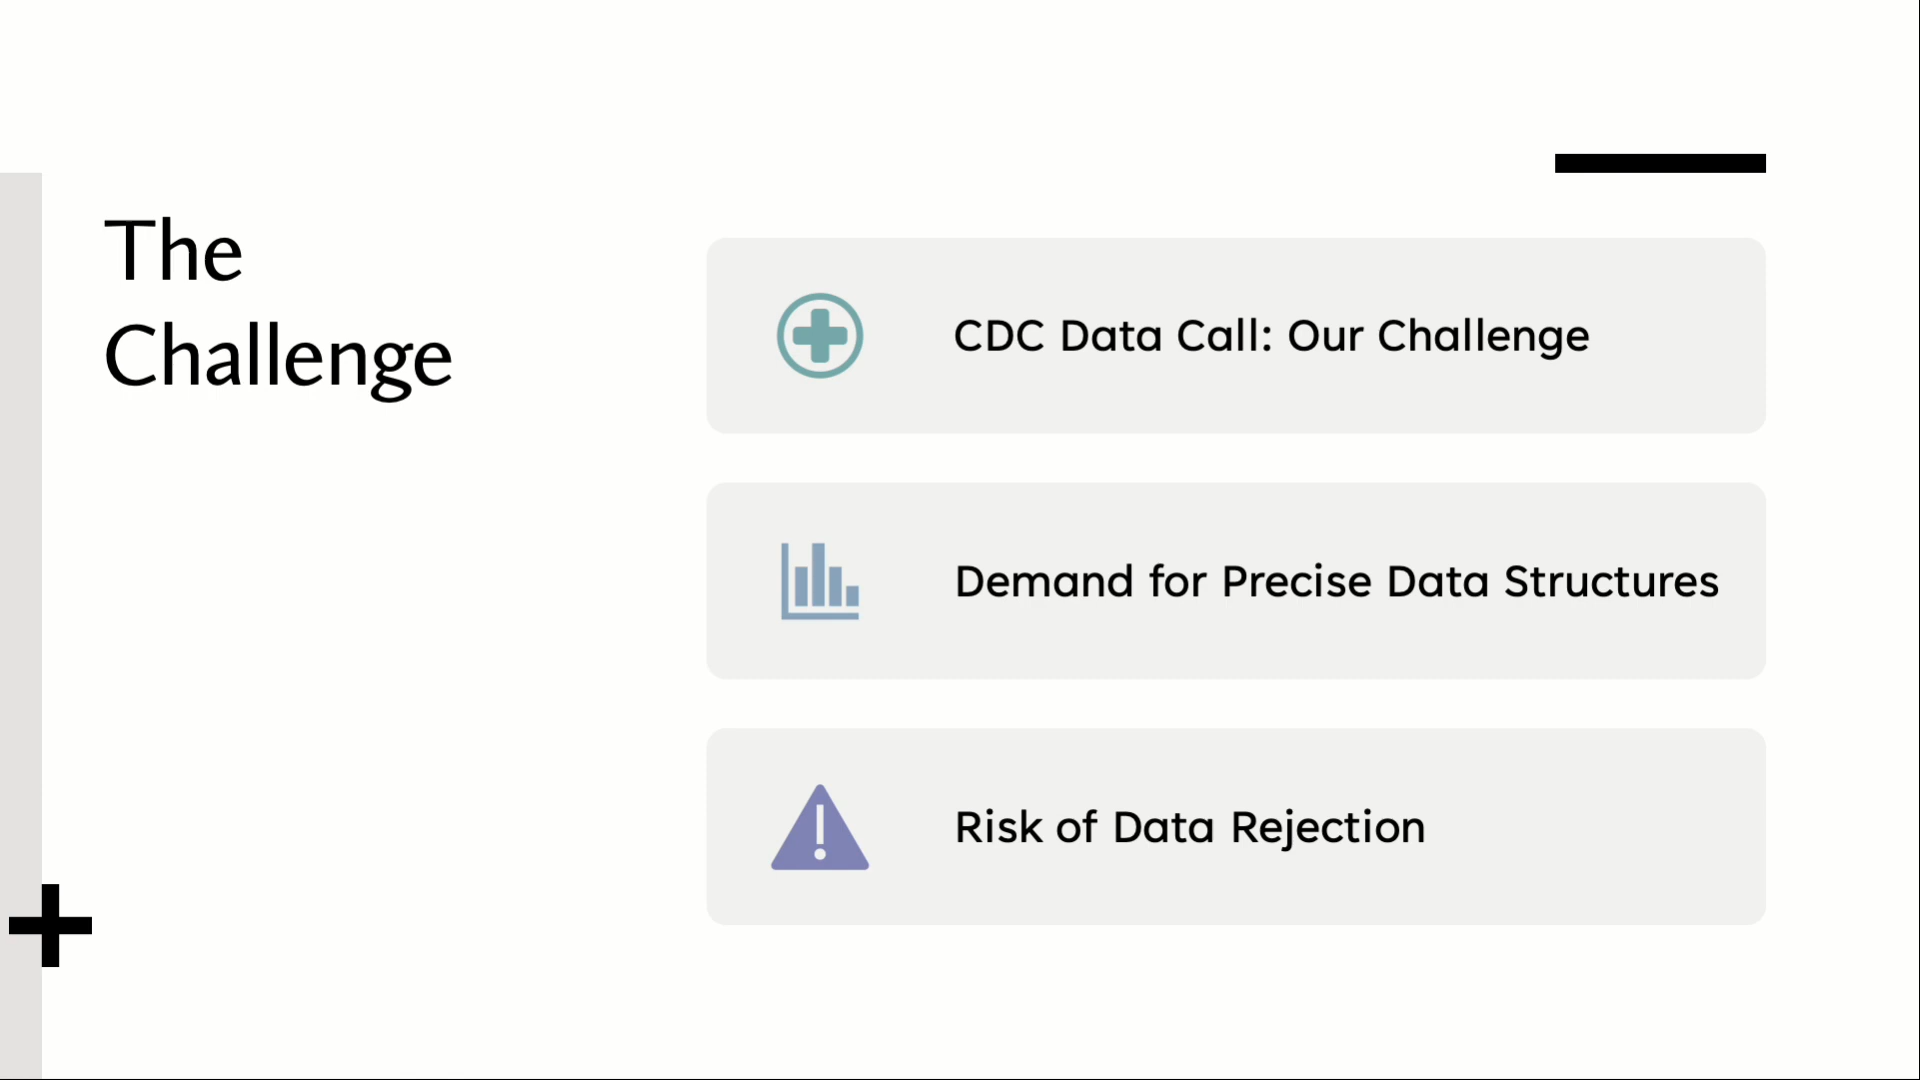 The
Challenge
CDC Data Call: Our Challenge
Demand for Precise Data Structures
Risk of Data Rejection